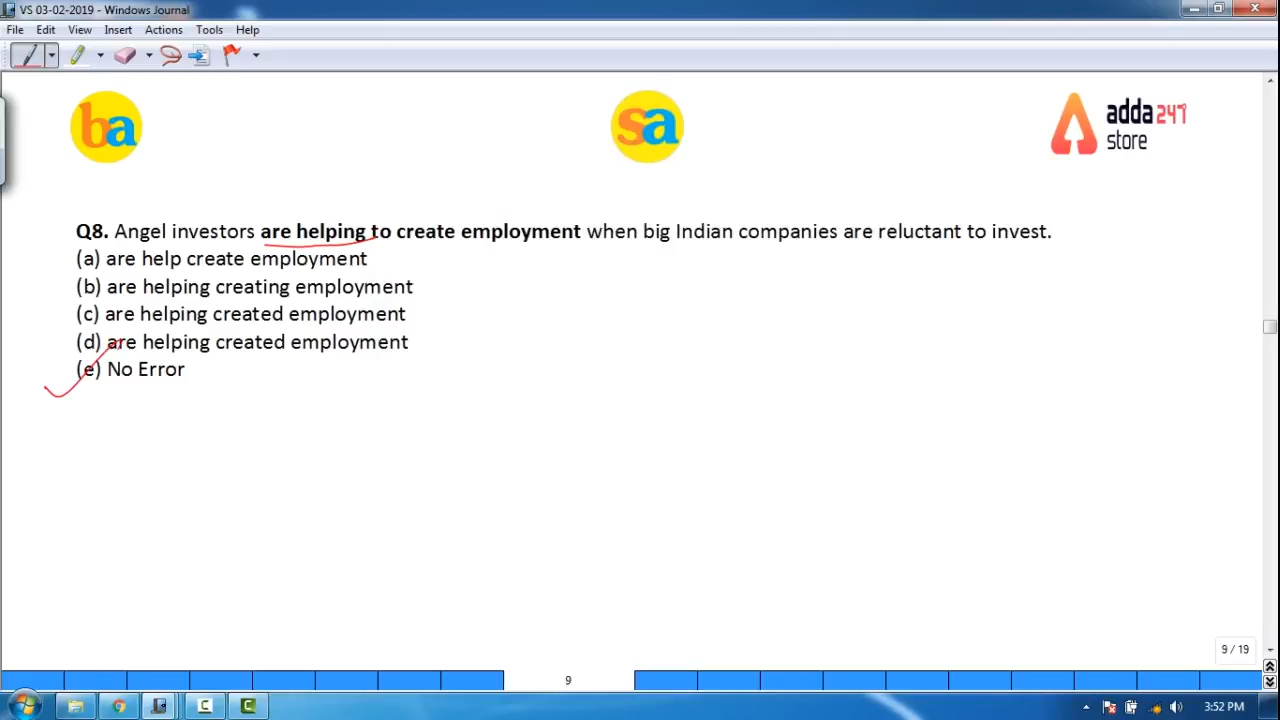 VS 03-02-2019 - Windows Journal
File Edit View Insert Actions Tools Help
ba
sa
adda 247
store
Q8. Angel investors are helping to create employment when big Indian companies are reluctant to invest.
(a) are help create employment
(b) are helping creating employment
(c) are helping created employment
(d) are helping created employment
(e) No Error
9 / 19
9
3:52 PM